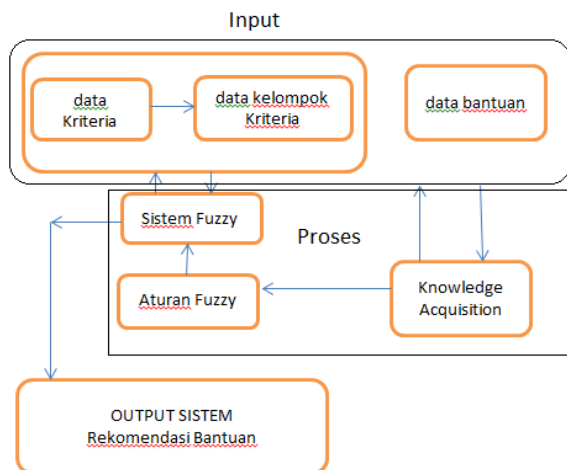 Input
data
Kriteria
data kelompok
Kriteria
data bantuan
Sistem Fuzzy
Proses
Aturan Fuzzy
Knowledge
Acquisition
OUTPUT SISTEM
Rekomendasi Bantuan